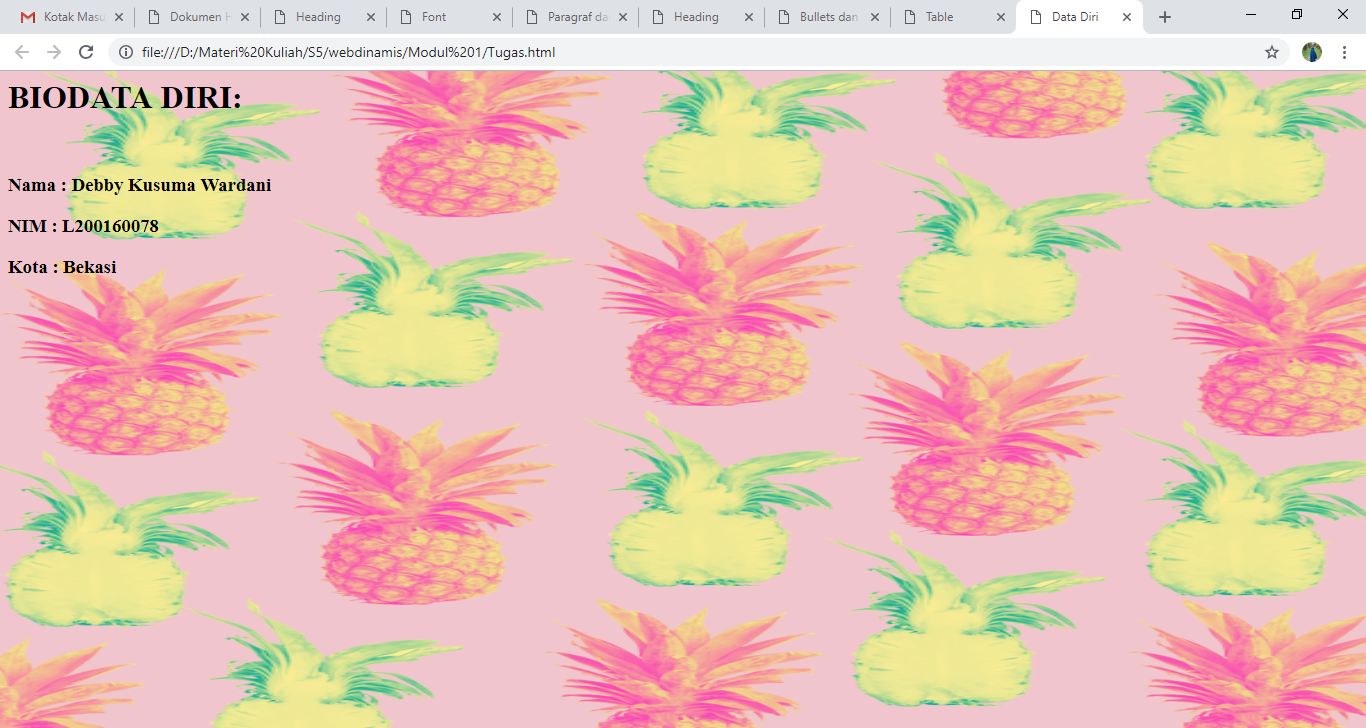 Kotak Masu
Dokumen H
Heading
Font
Paragraf da
Heading
Bullets dan
Table
Data Diri
file:///D:/Materi%20Kuliah/S5/webdinamis/Modul%201/Tugas.html
BIODATA DIRI:
Nama : Debby Kusuma Wardani
NIM : L200160078
Kota : Bekasi